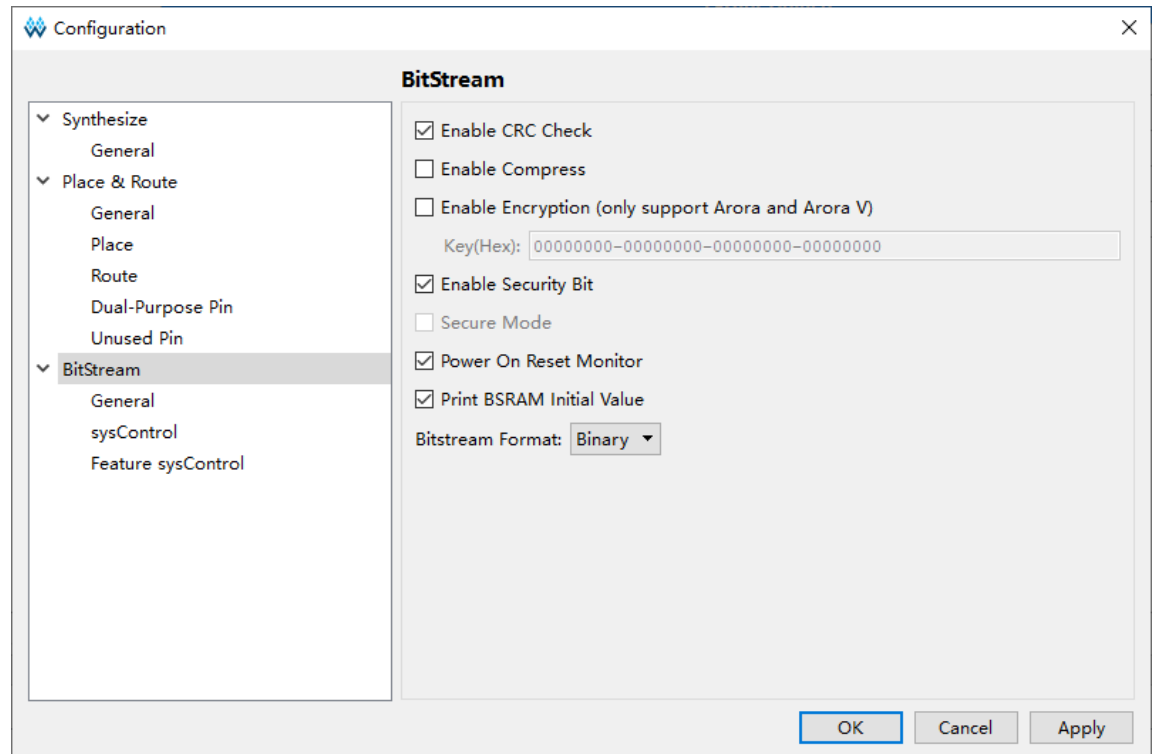 Configuration
BitStream
Synthesize
General
Place & Route
General
Place
Route
Dual-Purpose Pin
Unused Pin
BitStream
General
sysControl
Feature sysControl
Enable CRC Check
Enable Compress
Enable Encryption (only support Arora and Arora V)
Key(Hex): 00000000-00000000-00000000-00000000
Enable Security Bit
Secure Mode
Power On Reset Monitor
Print BSRAM Initial Value
Bitstream Format: Binary
OK Cancel Apply